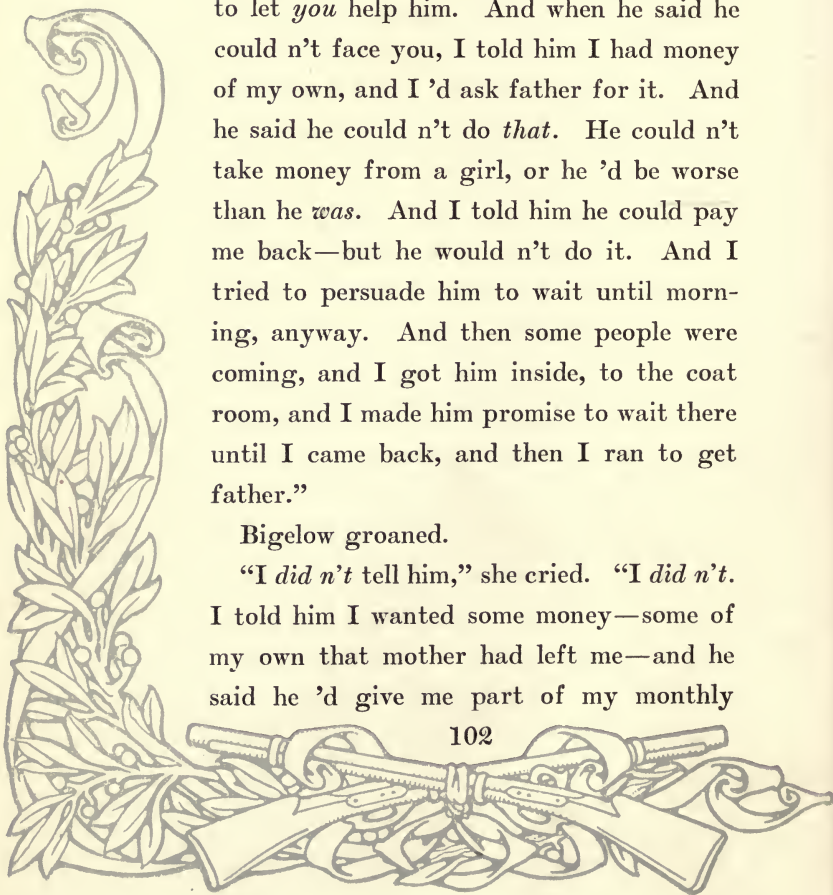 to let you help him. And when he said he
could n't face you, I told him I had money
of my own, and I 'd ask father for it. And
he said he could n't do that. He could n't
take money from a girl, or he 'd be worse
than he was. And I told him he could pay
me back—but he would n't do it. And I
tried to persuade him to wait until morn-
ing, anyway. And then some people were
coming, and I got him inside, to the coat
room, and I made him promise to wait there
until I came back, and then I ran to get
father.”
Bigelow groaned.
“I did n't tell him,” she cried. “I did n't.
I told him I wanted some money—some of
my own that mother had left me—and he
said he 'd give me part of my monthly
102